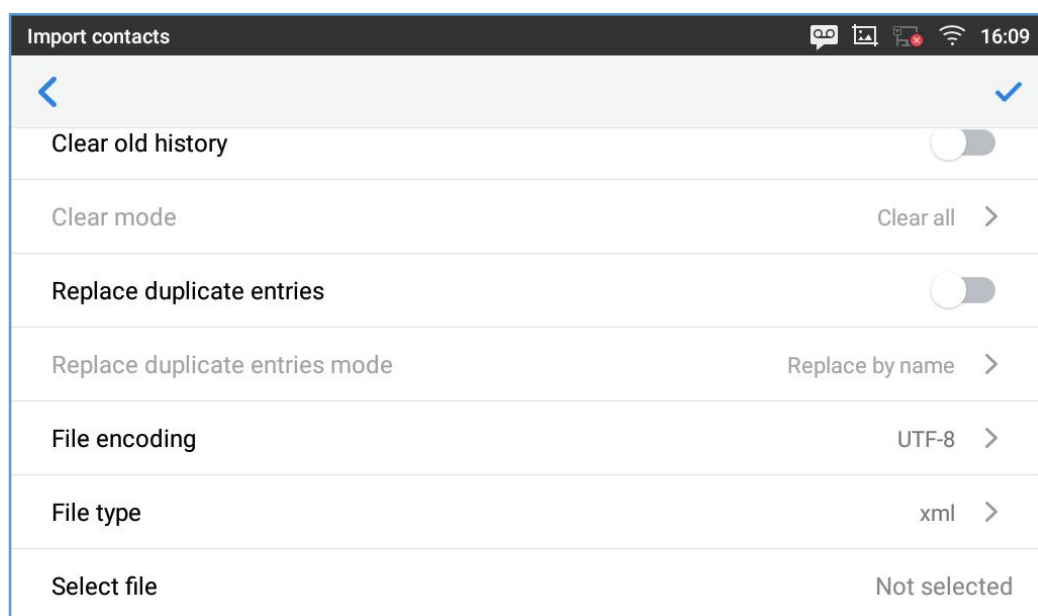 Import contacts 16:09
Clear old history
Clear mode Clear all
Replace duplicate entries
Replace duplicate entries mode Replace by name
File encoding UTF-8
File type xml
Select file Not selected